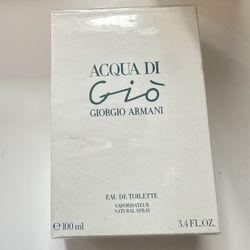 ACQUA DI
Giò
GIORGIO ARMANI
EAU DE TOILETTE
VAPORISATEUR
NATURAL SPRAY
e 100 ml
3.4 FL.OZ.